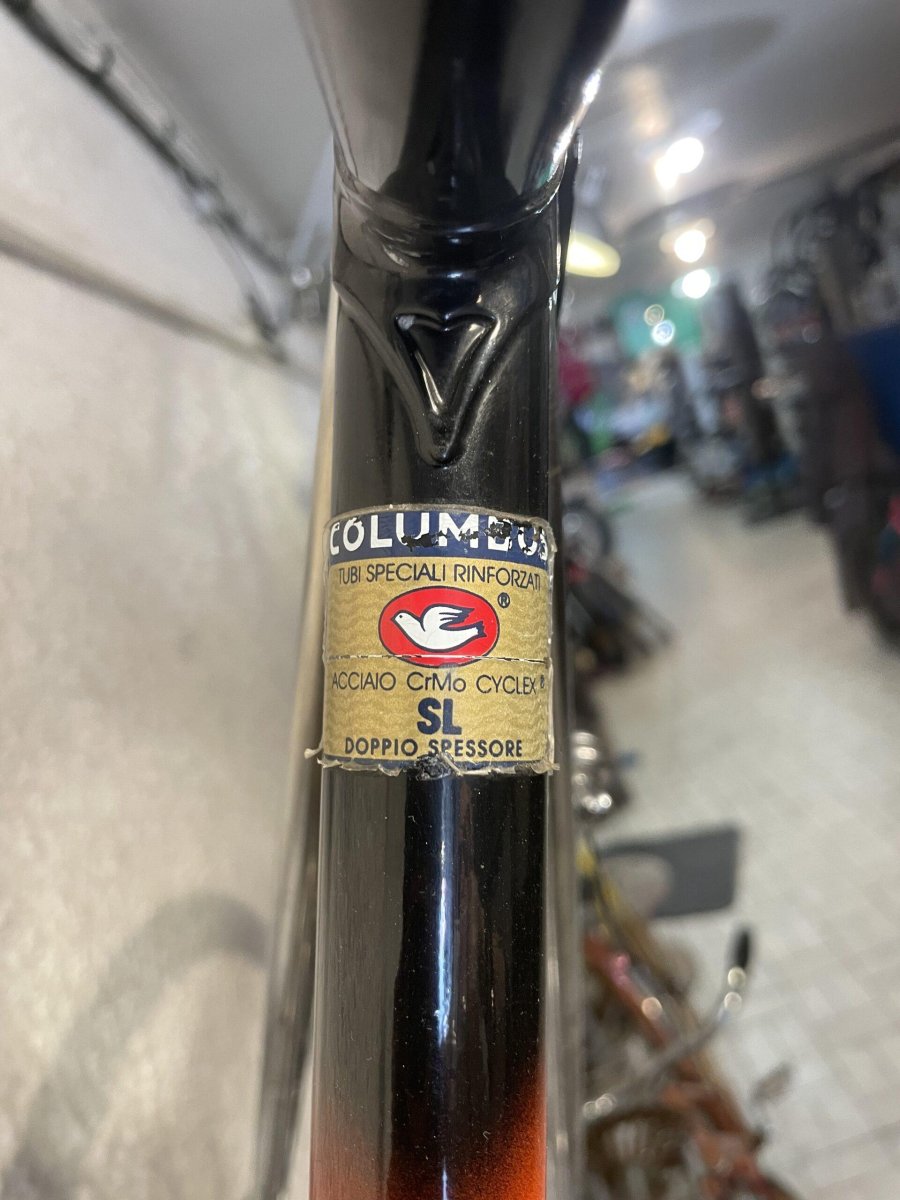 COLUMBUS
TUBI SPECIALI RINFORZATI
®
ACCIAIO CrMo CYCLEX®
SL
DOPPIO SPESSORE